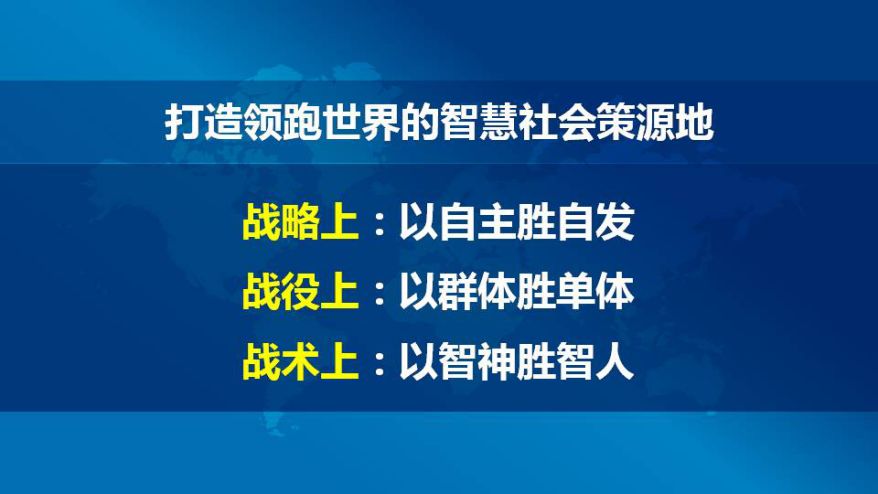 打造领跑世界的智慧社会策源地
战略上：以自主胜自发
战役上：以群体胜单体
战术上：以智神胜智人